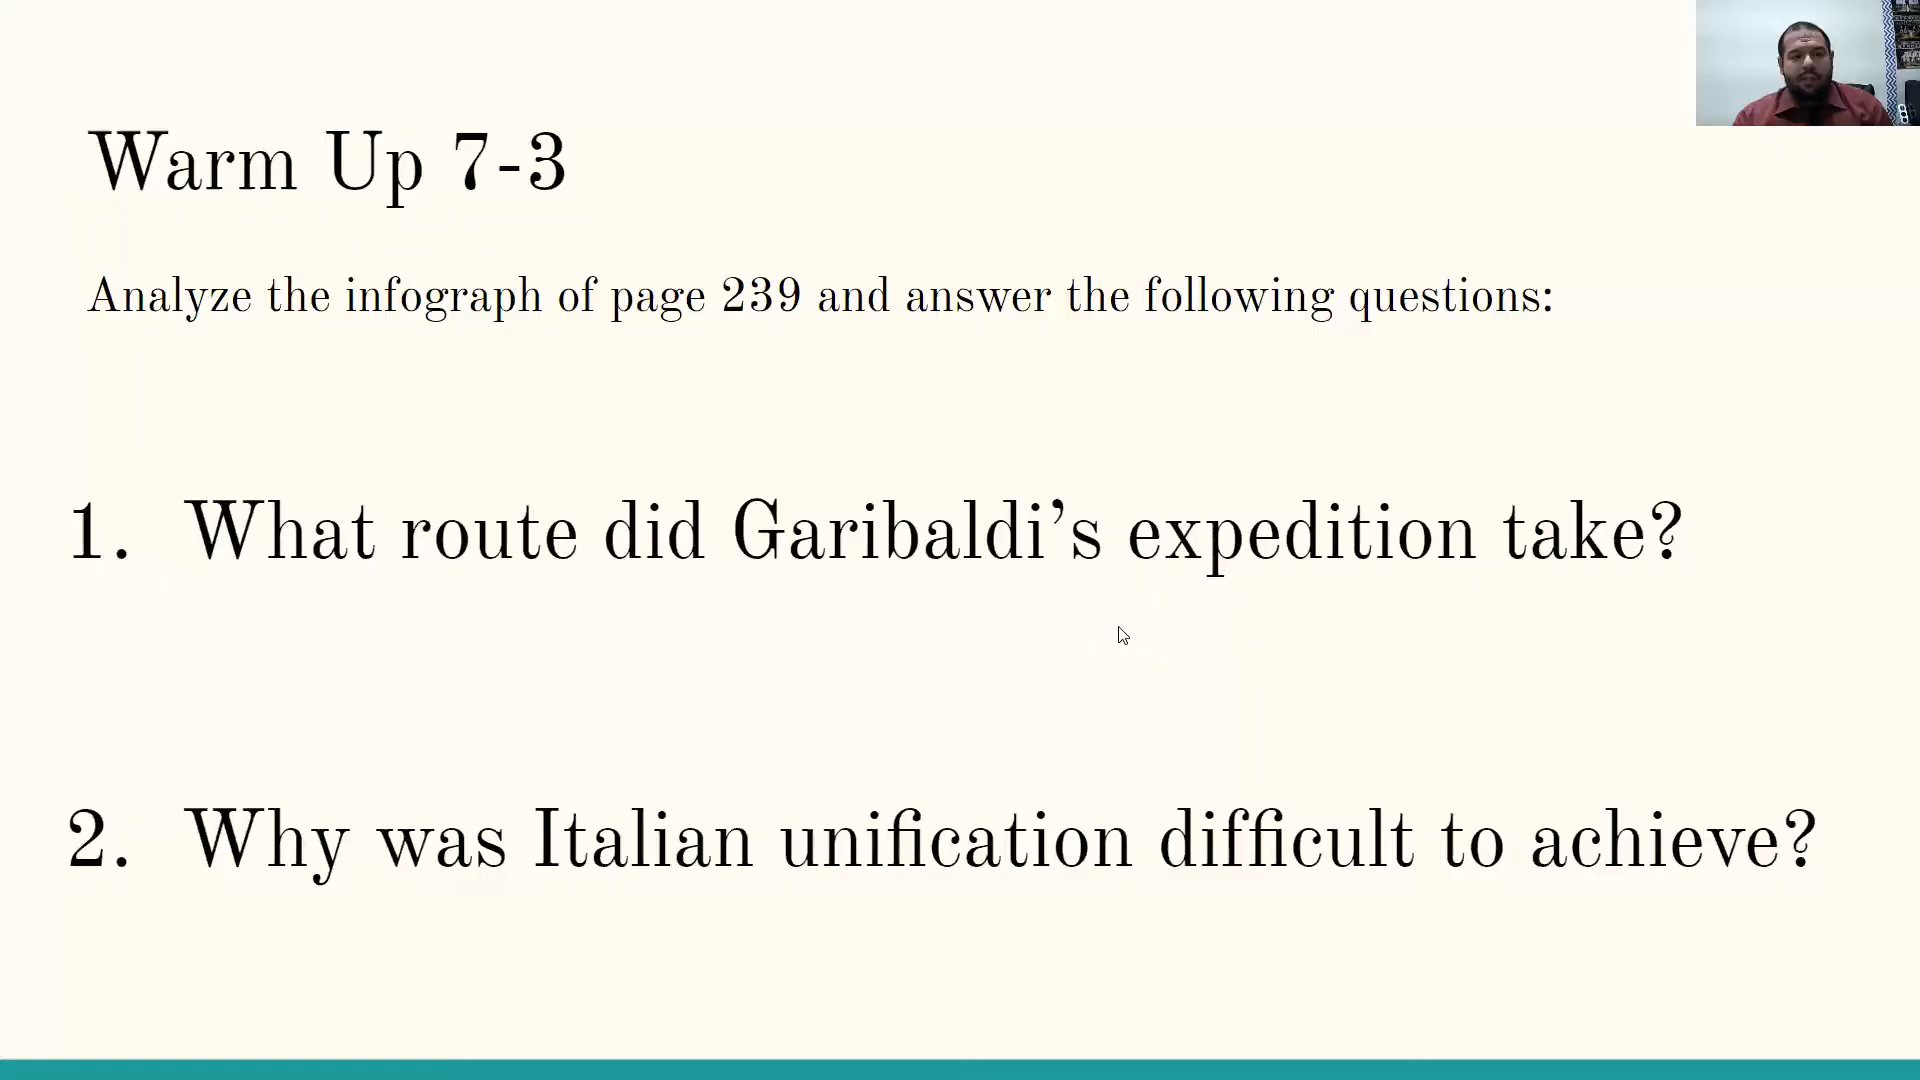 Warm Up 7-3
Analyze the infograph of page 239 and answer the following questions:
1. What route did Garibaldi’s expedition take?
2. Why was Italian unification difficult to achieve?